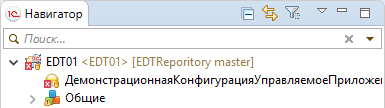 Навигатор
Поиск...
EDT01 <EDT01> [EDTReporitory master]
ДемонстрационнаяКонфигурацияУправляемоеПриложен
Общие